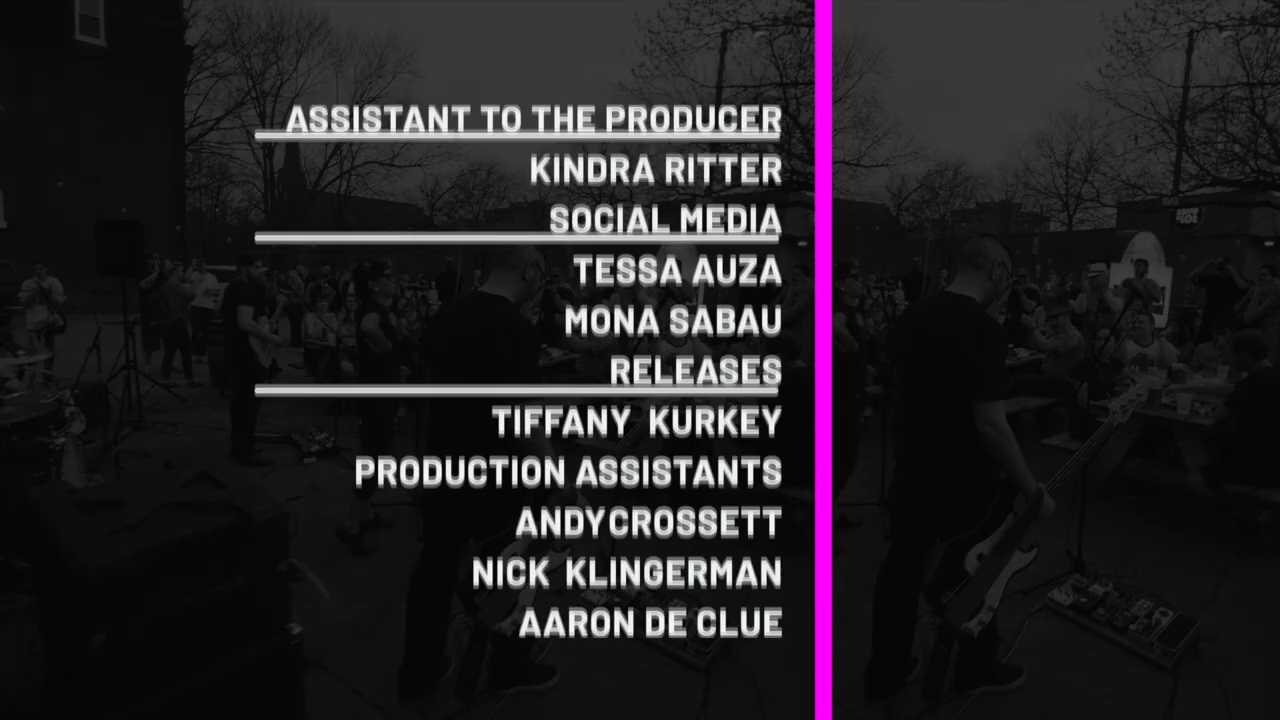 ASSISTANT TO THE PRODUCER
KINDRA RITTER
SOCIAL MEDIA
TESSA AUZA
MONA SABAU
RELEASES
TIFFANY KURKEY
PRODUCTION ASSISTANTS
ANDYCROSSETT
NICK KLINGERMAN
AARON DE CLUE